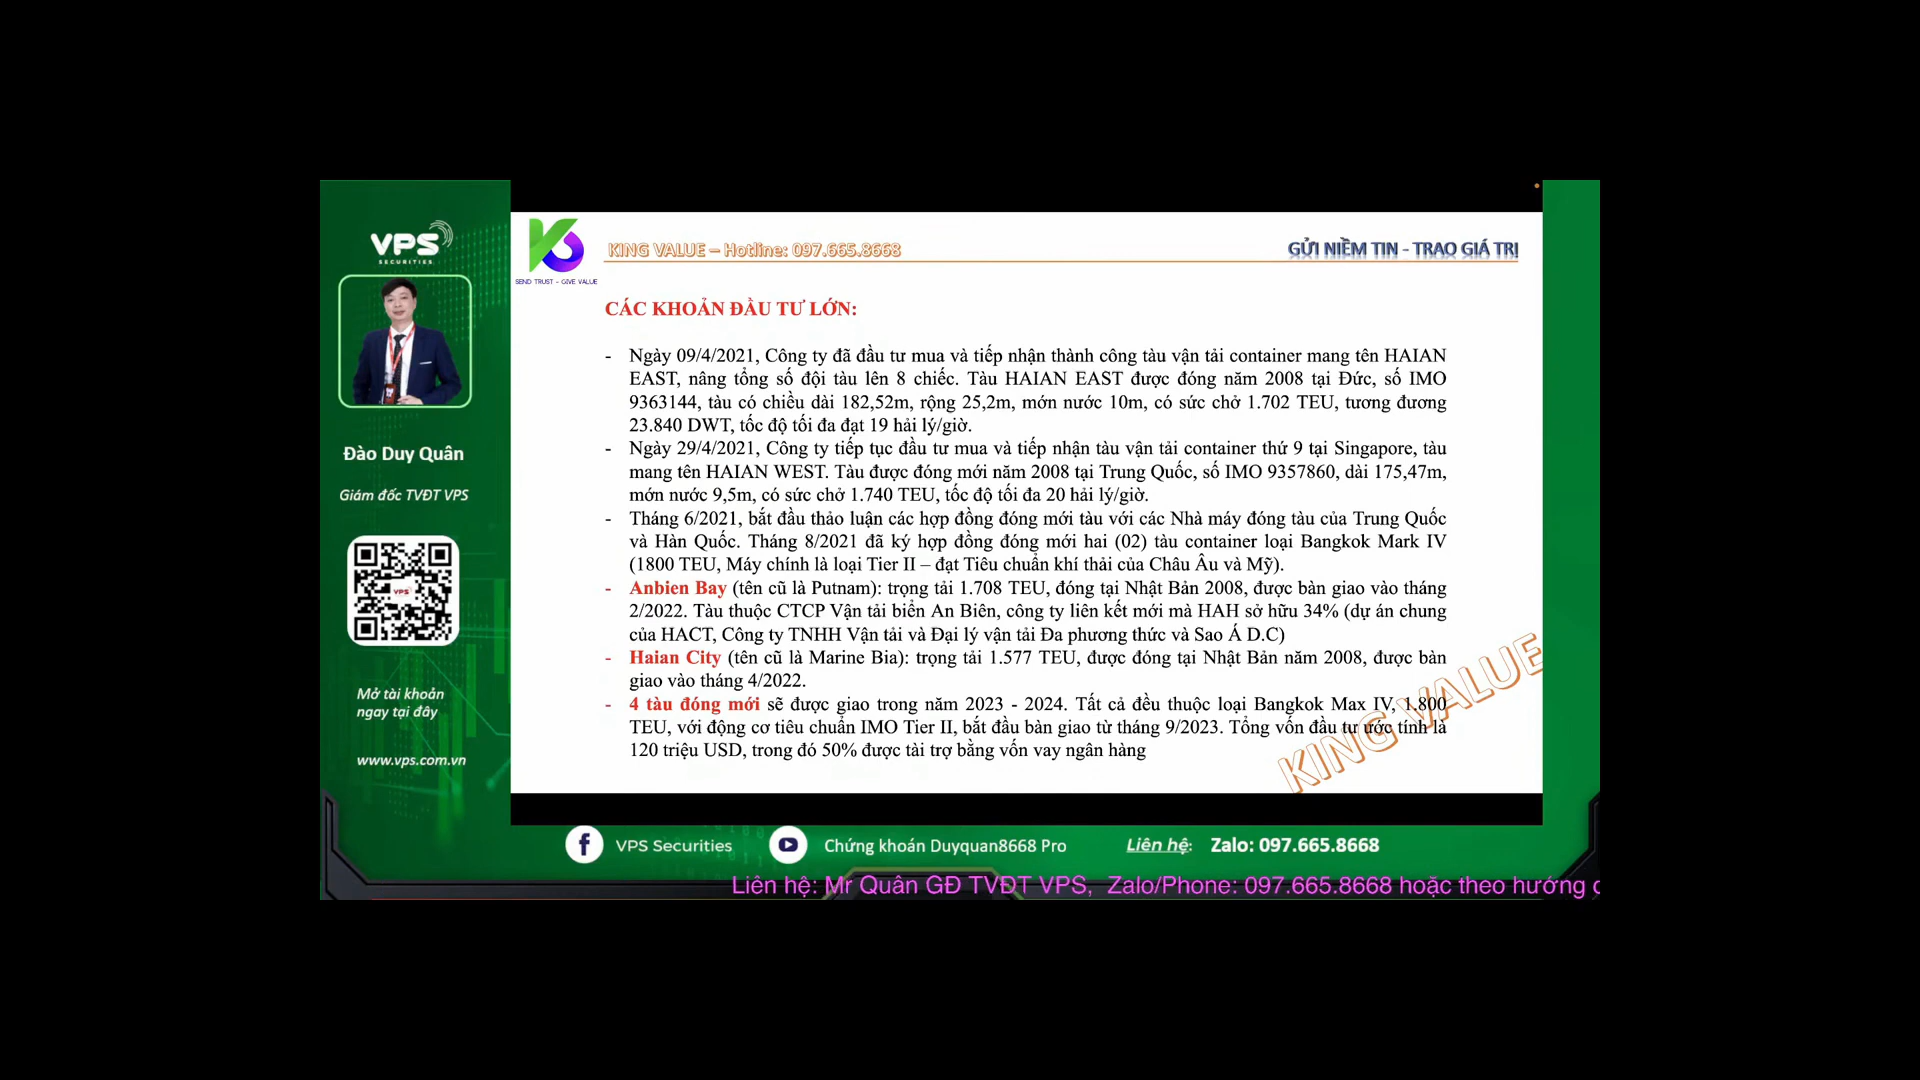 VPS
SECURITIES
Đào Duy Quân
Giám đốc TVĐT VPS
VPS
Mở tài khoản
ngay tại đây
www.vps.com.vn
SEND TRUST - GIVE VALUE
KING VALUE – Hotline: 097.665.8668
GỬI NIỀM TIN - TRAO GIÁ TRỊ
CÁC KHOẢN ĐẦU TƯ LỚN:
- Ngày 09/4/2021, Công ty đã đầu tư mua và tiếp nhận thành công tàu vận tải container mang tên HAIAN
EAST, nâng tổng số đội tàu lên 8 chiếc. Tàu HAIAN EAST được đóng năm 2008 tại Đức, số IMO
9363144, tàu có chiều dài 182,52m, rộng 25,2m, mớn nước 10m, có sức chở 1.702 TEU, tương đương
23.840 DWT, tốc độ tối đa đạt 19 hải lý/giờ.
- Ngày 29/4/2021, Công ty tiếp tục đầu tư mua và tiếp nhận tàu vận tải container thứ 9 tại Singapore, tàu
mang tên HAIAN WEST. Tàu được đóng mới năm 2008 tại Trung Quốc, số IMO 9357860, dài 175,47m,
mớn nước 9,5m, có sức chở 1.740 TEU, tốc độ tối đa 20 hải lý/giờ.
- Tháng 6/2021, bắt đầu thảo luận các hợp đồng đóng mới tàu với các Nhà máy đóng tàu của Trung Quốc
và Hàn Quốc. Tháng 8/2021 đã ký hợp đồng đóng mới hai (02) tàu container loại Bangkok Mark IV
(1800 TEU, Máy chính là loại Tier II – đạt Tiêu chuẩn khí thải của Châu Âu và Mỹ).
- Anbien Bay (tên cũ là Putnam): trọng tải 1.708 TEU, đóng tại Nhật Bản 2008, được bàn giao vào tháng
2/2022. Tàu thuộc CTCP Vận tải biển An Biên, công ty liên kết mới mà HAH sở hữu 34% (dự án chung
của HACT, Công ty TNHH Vận tải và Đại lý vận tải Đa phương thức và Sao Á D.C)
- Haian City (tên cũ là Marine Bia): trọng tải 1.577 TEU, được đóng tại Nhật Bản năm 2008, được bàn
giao vào tháng 4/2022.
- 4 tàu đóng mới sẽ được giao trong năm 2023 - 2024. Tất cả đều thuộc loại Bangkok Max IV, 1.800
TEU, với động cơ tiêu chuẩn IMO Tier II, bắt đầu bàn giao từ tháng 9/2023. Tổng vốn đầu tư ước tính là
120 triệu USD, trong đó 50% được tài trợ bằng vốn vay ngân hàng
KING VALUE
VPS Securities
Chứng khoán Duyquan8668 Pro
Liên hệ: Zalo: 097.665.8668
Liên hệ: Mr Quân GĐ TVĐT VPS, Zalo/Phone: 097.665.8668 hoặc theo hướng